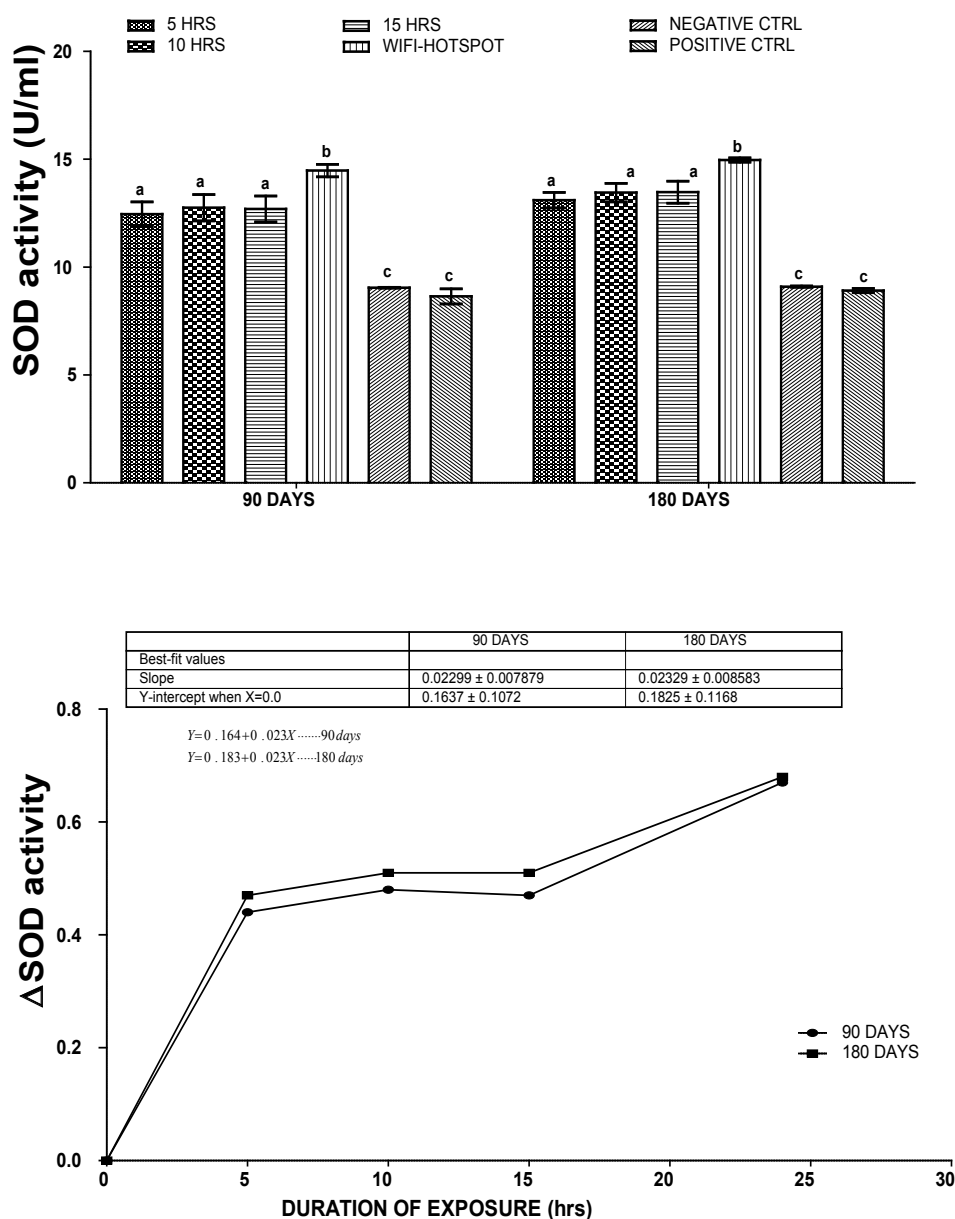 5 HRS 15 HRS NEGATIVE CTRL
10 HRS WIFI-HOTSPOT POSITIVE CTRL
SOD activity (U/ml)
20
15
10
5
0
a a a b c c
a a a b c c
90 DAYS 180 DAYS
90 DAYS 180 DAYS
Best-fit values
Slope 0.02299 ± 0.007879 0.02329 ± 0.008583
Y-intercept when X=0.0 0.1637 ± 0.1072 0.1825 ± 0.1168
Y=0 . 164+0 . 023X ·······90 days
Y=0 . 183+0 . 023X ······180 days
ΔSOD activity
0.8
0.6
0.4
0.2
0.0
90 DAYS
180 DAYS
0 5 10 15 20 25 30
DURATION OF EXPOSURE (hrs)